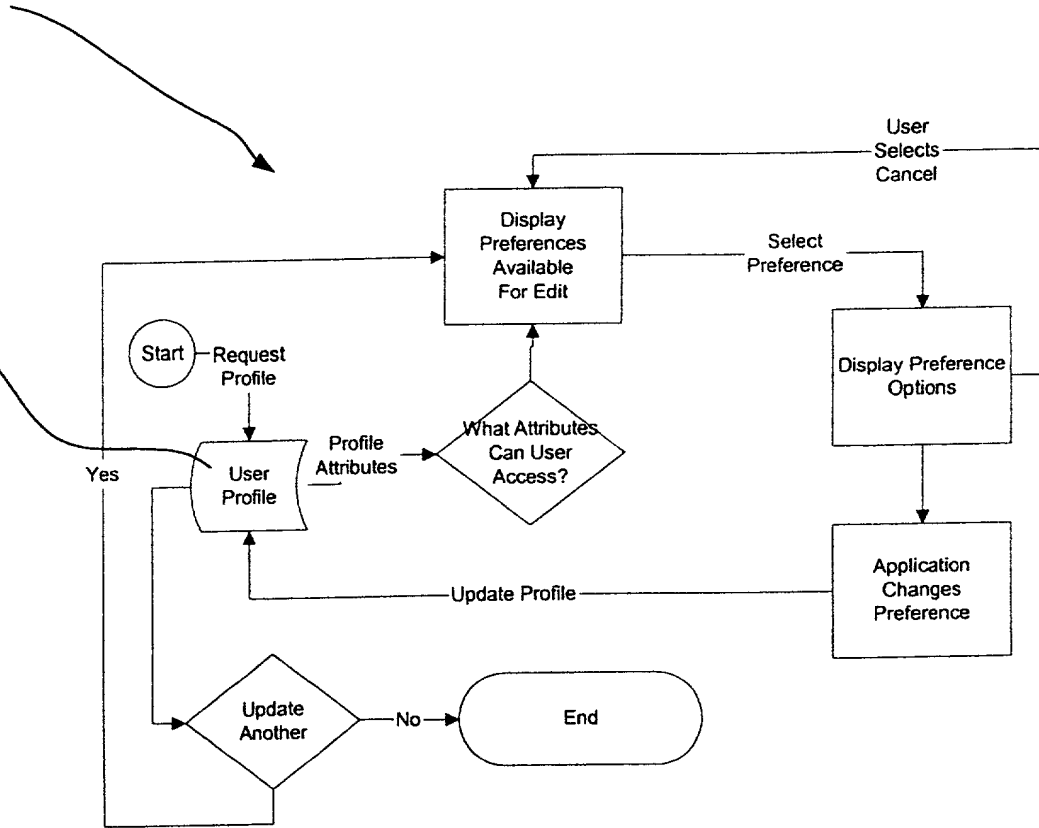 User
Selects
Cancel
Display
Preferences
Available
For Edit
Select
Preference
Start
Request
Profile
Display Preference
Options
What Attributes
Can User
Access?
Profile
Attributes
User
Profile
Yes
Application
Changes
Preference
Update Profile
Update
Another
No
End